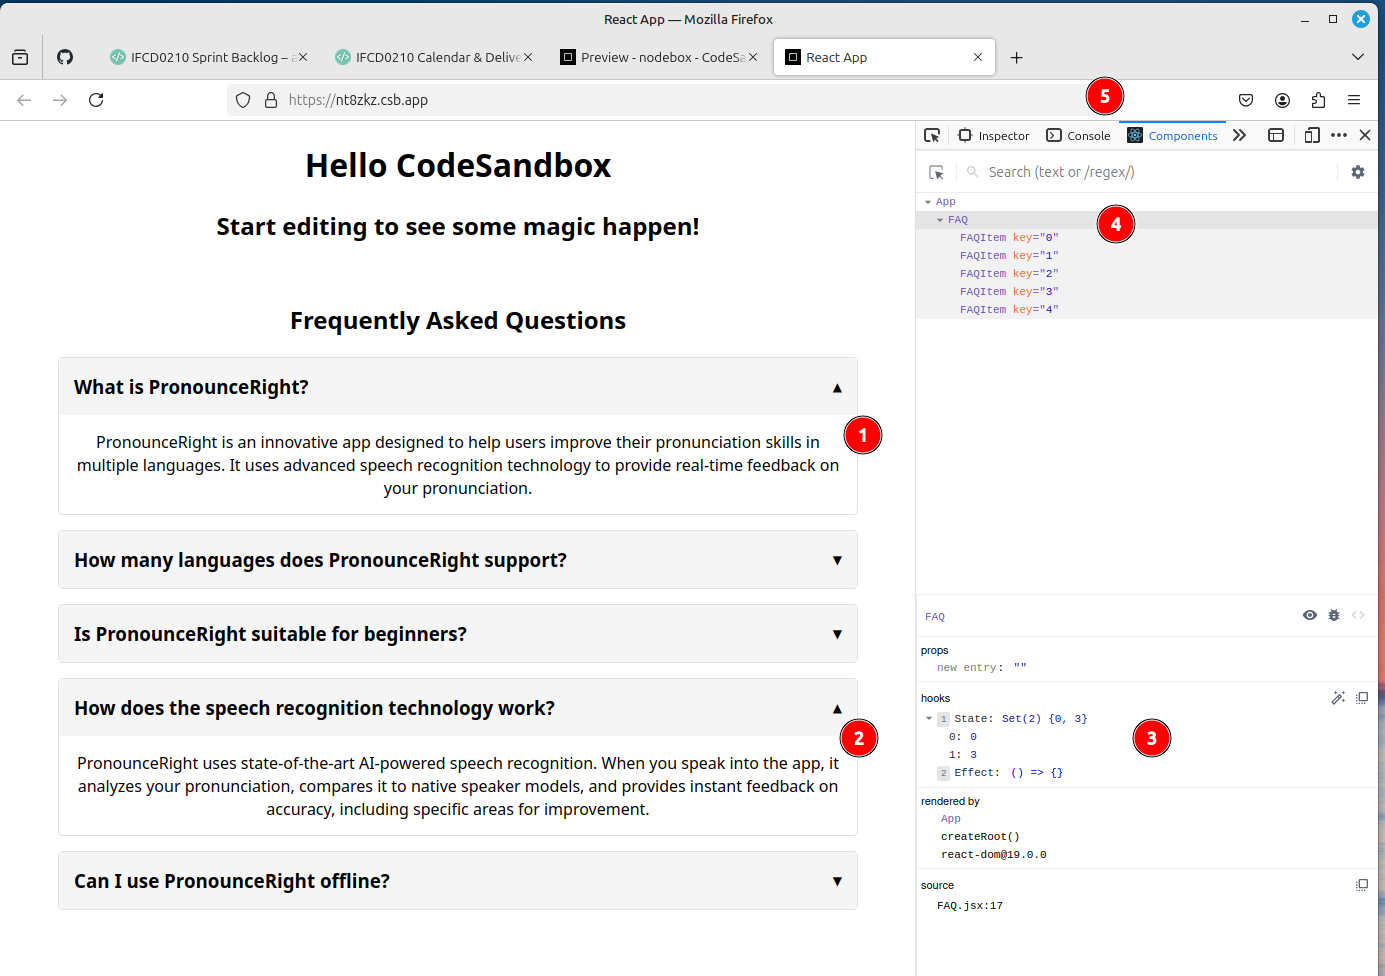 React App — Mozilla Firefox
IFCD0210 Sprint Backlog – a
IFCD0210 Calendar & Delive
Preview - nodebox - CodeSa
React App
https://nt8zkz.csb.app
5
Inspector
Console
Components
Search (text or /regex/)
Hello CodeSandbox
Start editing to see some magic happen!
Frequently Asked Questions
What is PronounceRight?
▲
PronounceRight is an innovative app designed to help users improve their pronunciation skills in
multiple languages. It uses advanced speech recognition technology to provide real-time feedback on
your pronunciation.
1
How many languages does PronounceRight support?
▼
Is PronounceRight suitable for beginners?
▼
How does the speech recognition technology work?
▲
2
PronounceRight uses state-of-the-art AI-powered speech recognition. When you speak into the app, it
analyzes your pronunciation, compares it to native speaker models, and provides instant feedback on
accuracy, including specific areas for improvement.
Can I use PronounceRight offline?
▼
App
FAQ
4
FAQItem key="0"
FAQItem key="1"
FAQItem key="2"
FAQItem key="3"
FAQItem key="4"
FAQ
props
new entry: ""
hooks
1 State: Set(2) {0, 3}
0: 0
1: 3
2 Effect: () => {}
3
rendered by
App
createRoot()
react-dom@19.0.0
source
FAQ.jsx:17